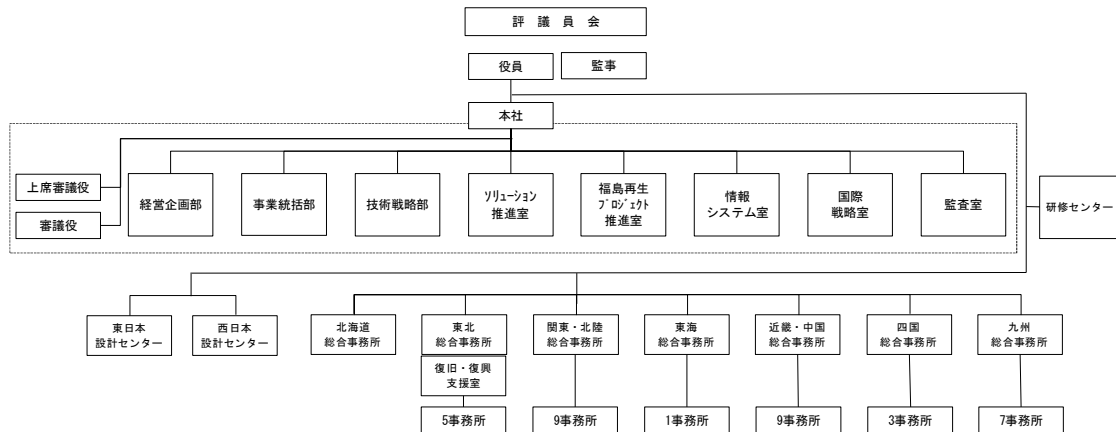 評 議 員 会
役員
監事
本社
上席審議役
審議役
経営企画部
事業統括部
技術戦略部
ソリューション
推進室
福島再生
プロジェクト
推進室
情報
システム室
国際
戦略室
監査室
研修センター
東日本
設計センター
西日本
設計センター
北海道
総合事務所
東北
総合事務所
復旧・復興
支援室
関東・北陸
総合事務所
東海
総合事務所
近畿・中国
総合事務所
四国
総合事務所
九州
総合事務所
5事務所
9事務所
1事務所
9事務所
3事務所
7事務所